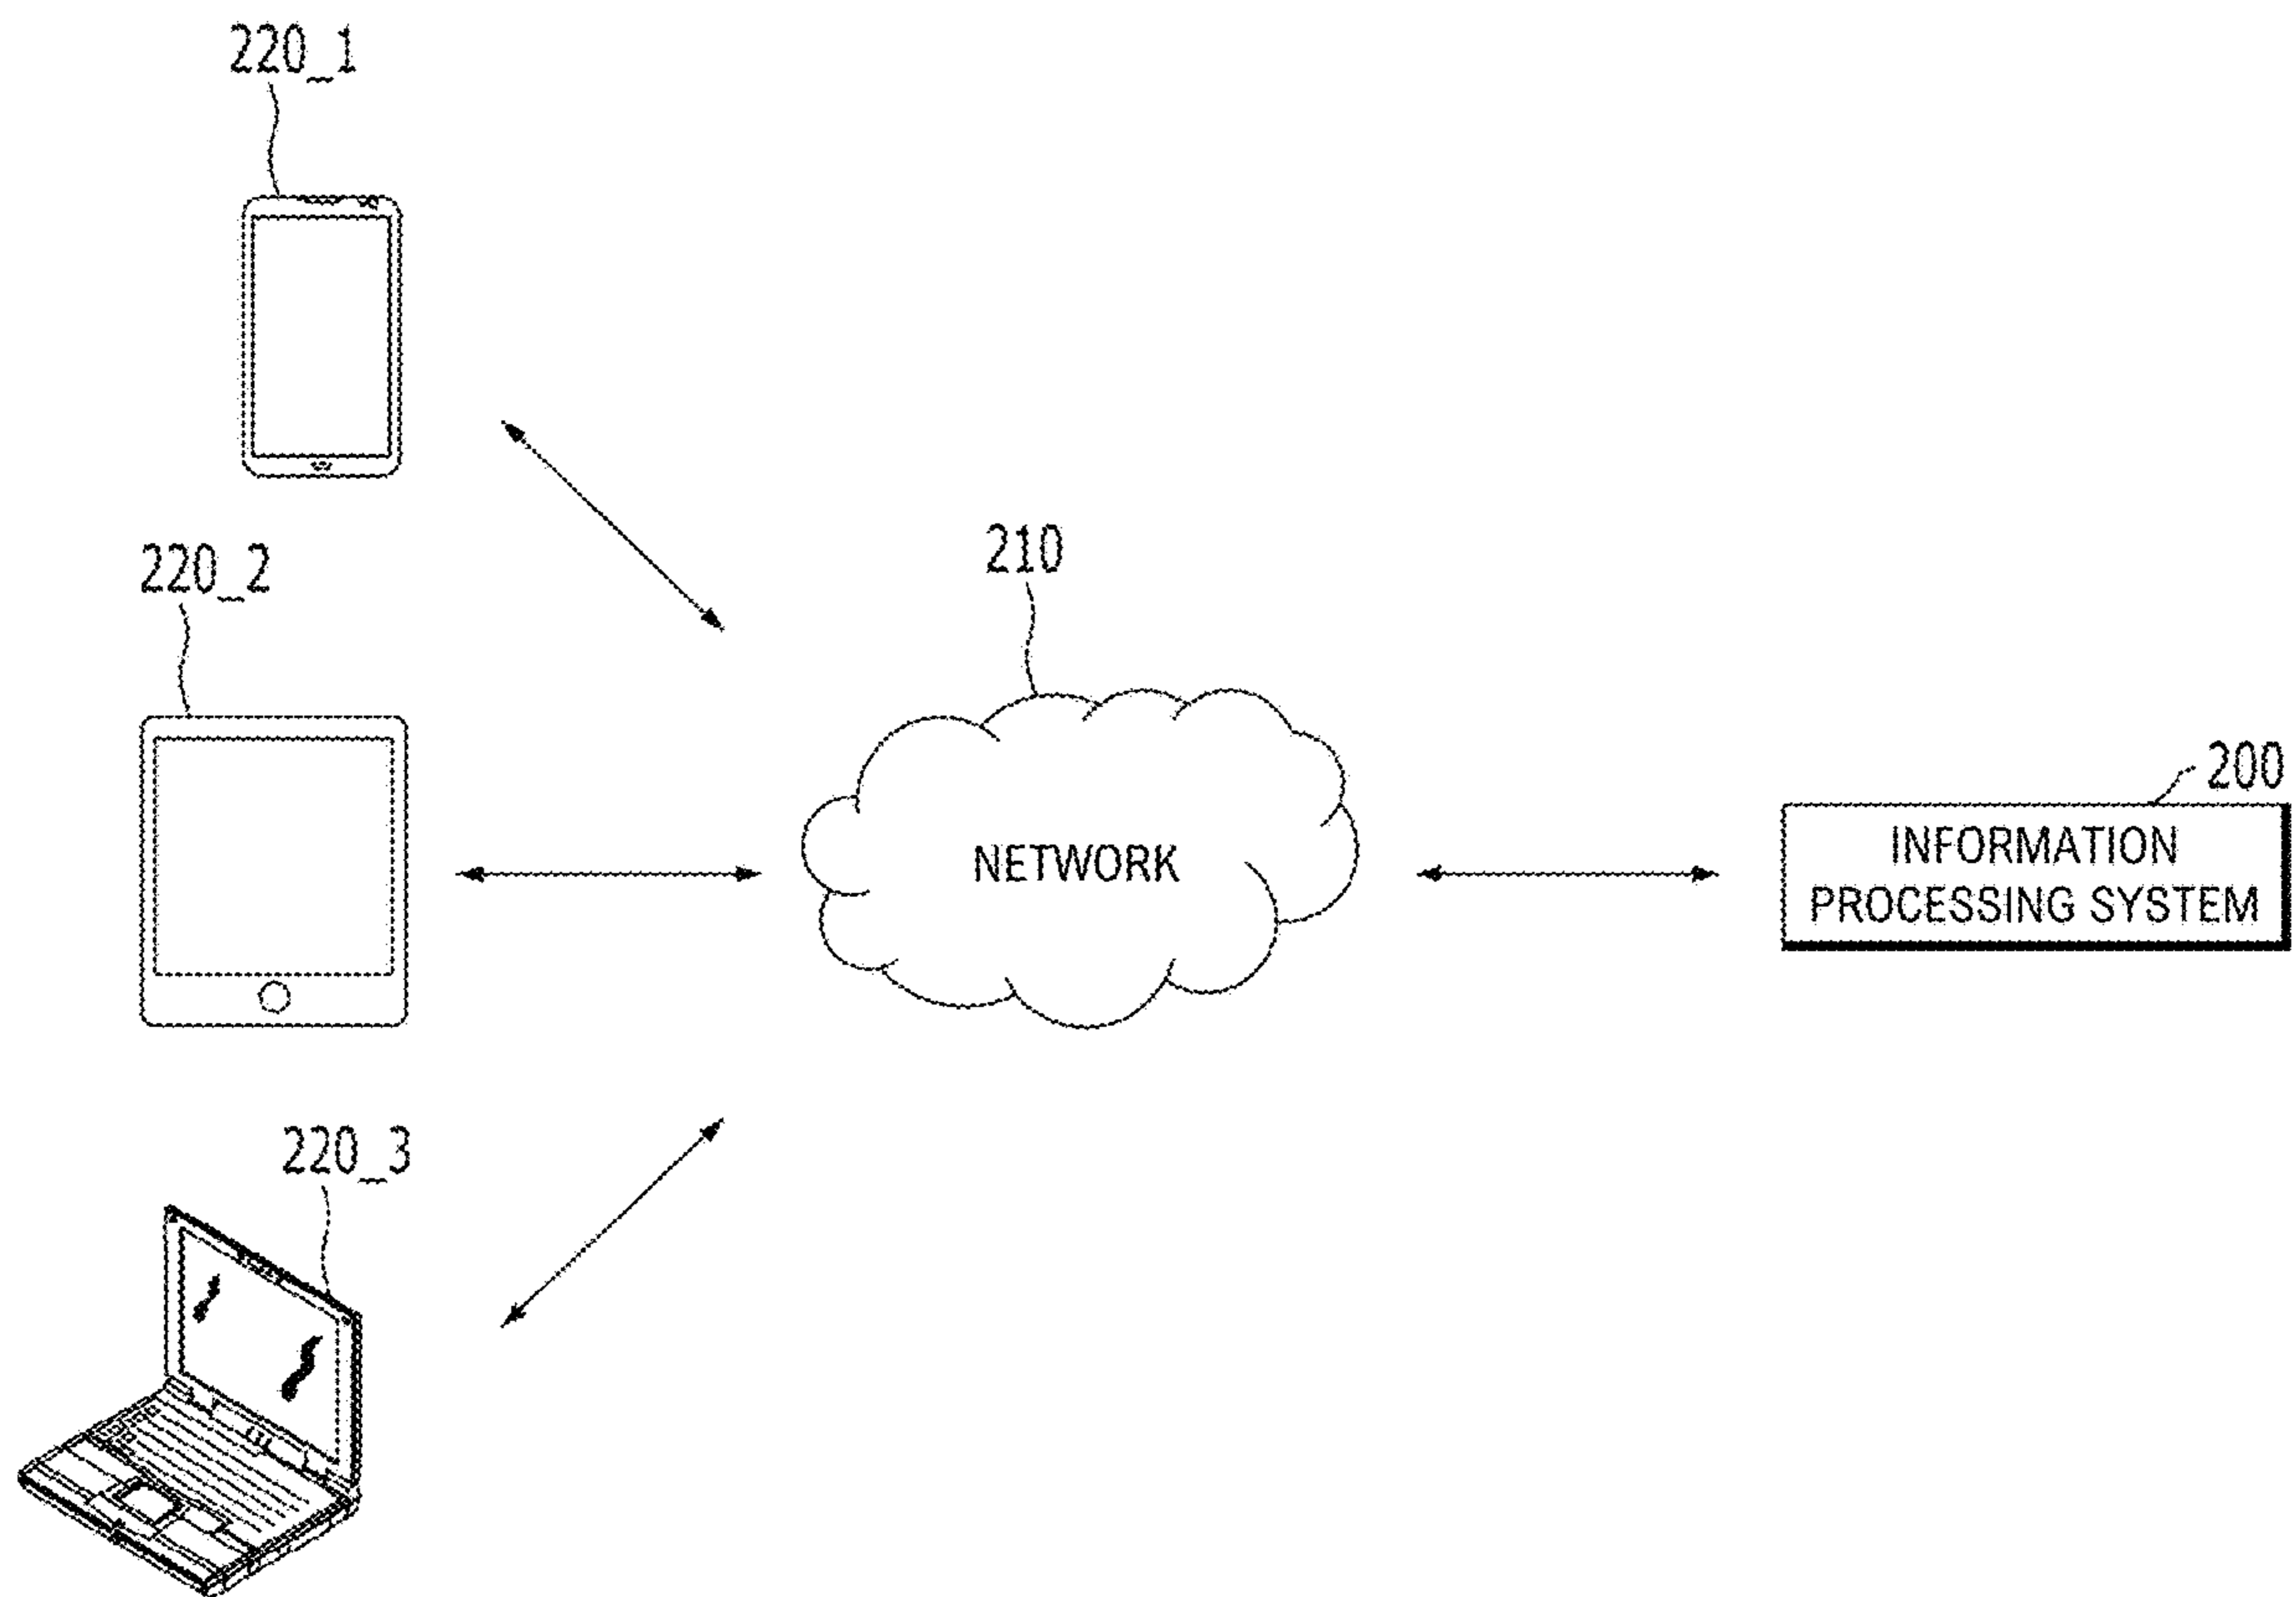 220_1
220_2
210
NETWORK
200
INFORMATION
PROCESSING SYSTEM
220_3